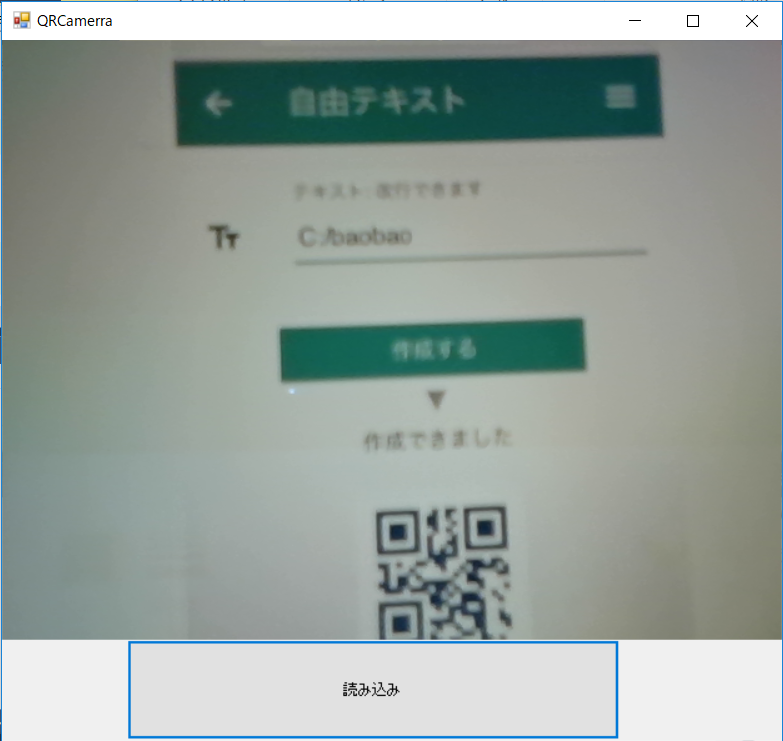 QRCamerra
自由テキスト
テキスト 改行できます
Tт
C:/baobao
作成する
▼
作成できました
読み込み